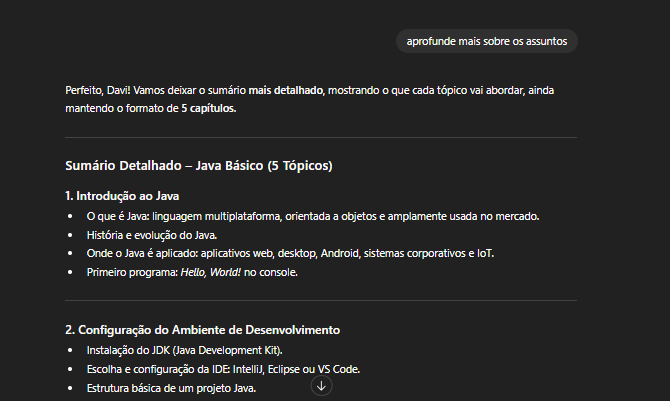 aprofunde mais sobre os assuntos
Perfeito, Davi! Vamos deixar o sumário mais detalhado, mostrando o que cada tópico vai abordar, ainda
mantendo o formato de 5 capítulos.
Sumário Detalhado – Java Básico (5 Tópicos)
1. Introdução ao Java
• O que é Java: linguagem multiplataforma, orientada a objetos e amplamente usada no mercado.
• História e evolução do Java.
• Onde o Java é aplicado: aplicativos web, desktop, Android, sistemas corporativos e IoT.
• Primeiro programa: Hello, World! no console.
2. Configuração do Ambiente de Desenvolvimento
• Instalação do JDK (Java Development Kit).
• Escolha e configuração da IDE: IntelliJ, Eclipse ou VS Code.
• Estrutura básica de um projeto Java.